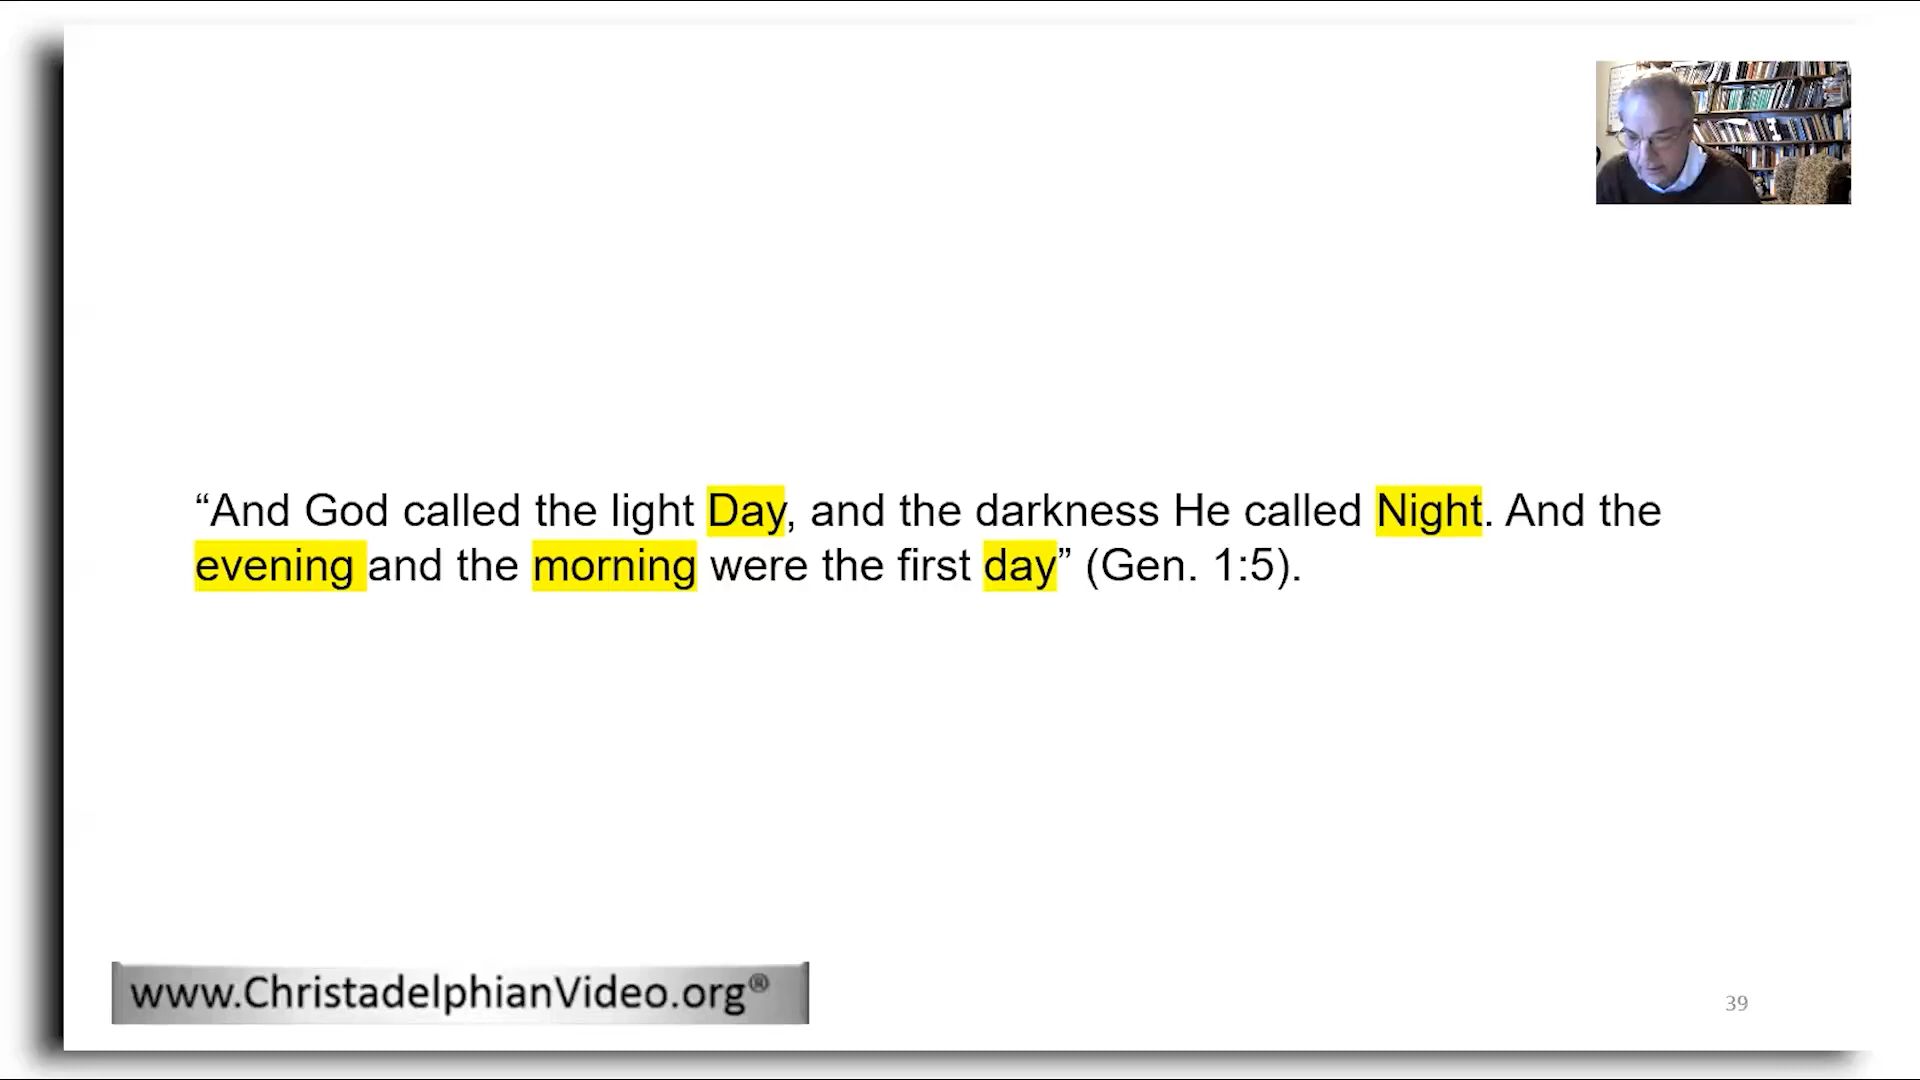 “And God called the light Day, and the darkness He called Night. And the
evening and the morning were the first day” (Gen. 1:5).
www.ChristadelphianVideo.org®
39